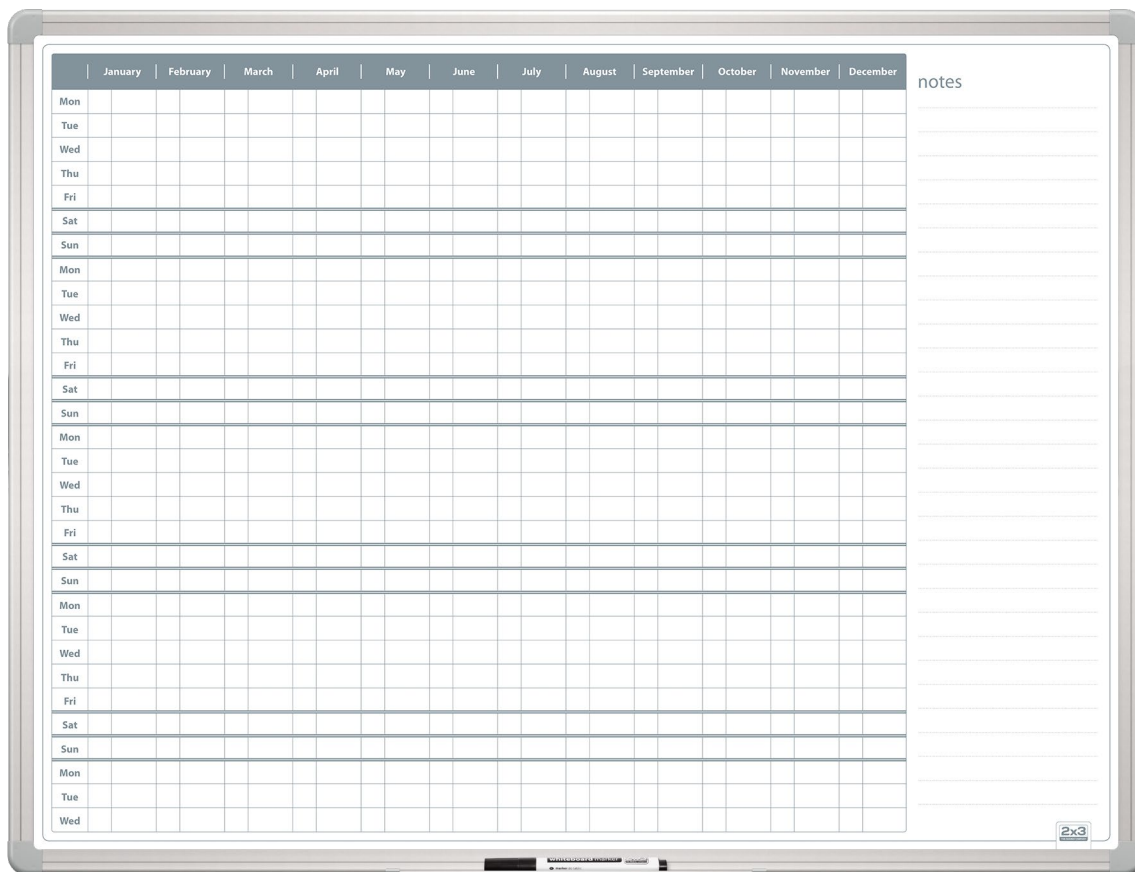 January February March April May June July August September October November December
notes
Mon
Tue
Wed
Thu
Fri
Sat
Sun
Mon
Tue
Wed
Thu
Fri
Sat
Sun
Mon
Tue
Wed
Thu
Fri
Sat
Sun
Mon
Tue
Wed
Thu
Fri
Sat
Sun
Mon
Tue
Wed
2x3
whiteboard marker